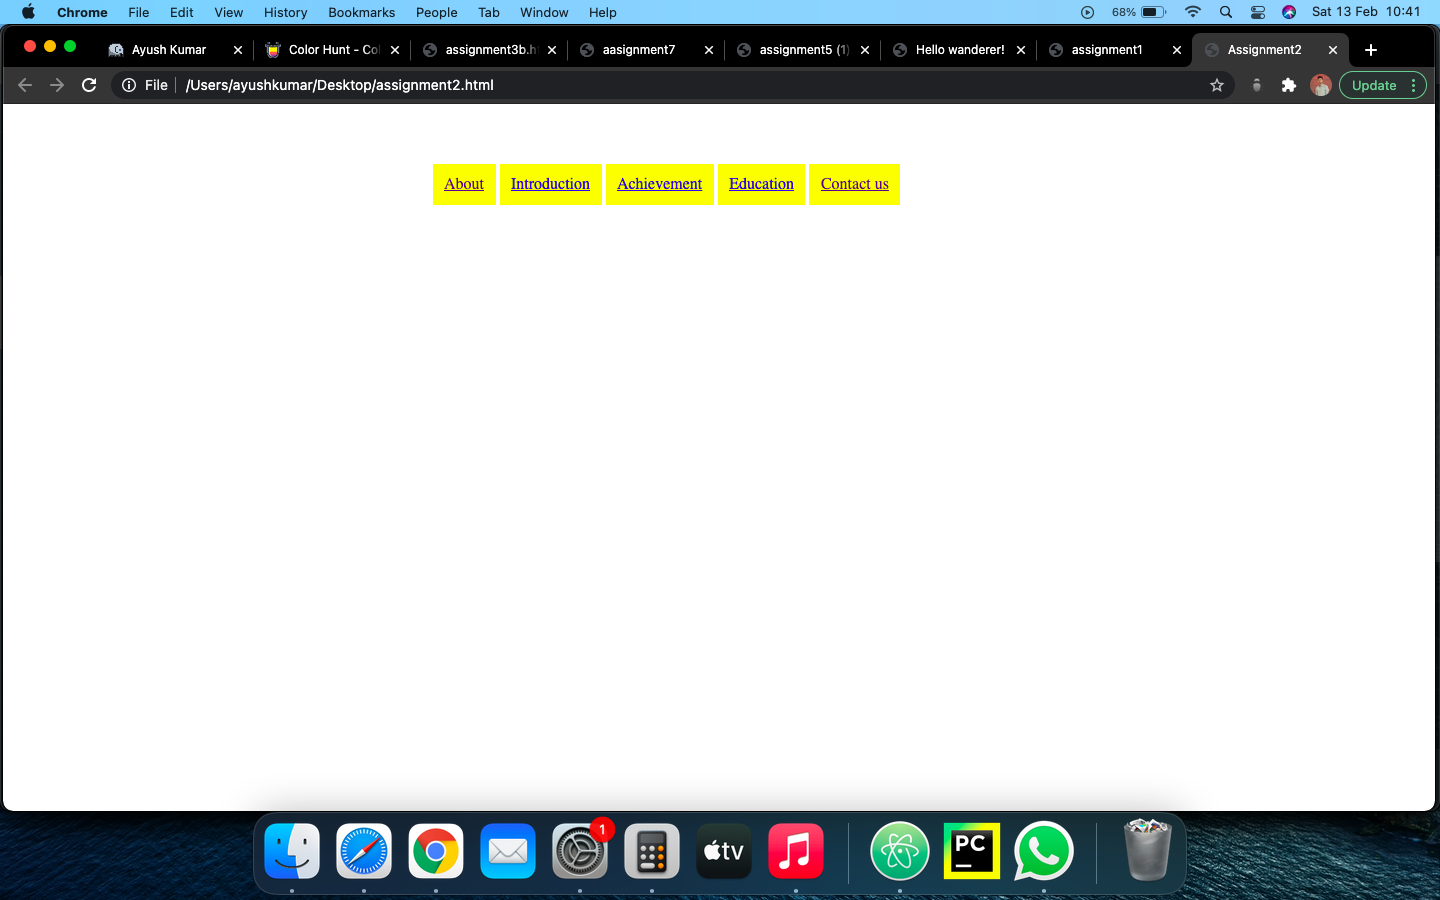 Chrome File Edit View History Bookmarks People Tab Window Help 68% Sat 13 Feb 10:41
Ayush Kumar Color Hunt - Col assignment3b.h aasignment7 assignment5 (1) Hello wanderer! assignment1 Assignment2
File /Users/ayushkumar/Desktop/assignment2.html Update
About Introduction Achievement Education Contact us
1
tv
PC